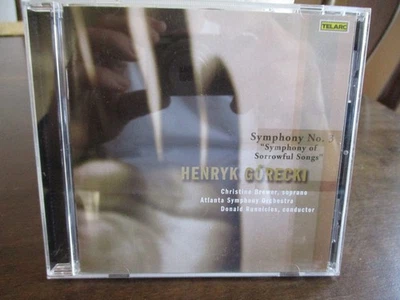 TELARC
Symphony No. 3
"Symphony of
Sorrowful Songs"
HENRYK GÓRECKI
Christine Brewer, soprano
Atlanta Symphony Orchestra
Donald Runnicles, conductor